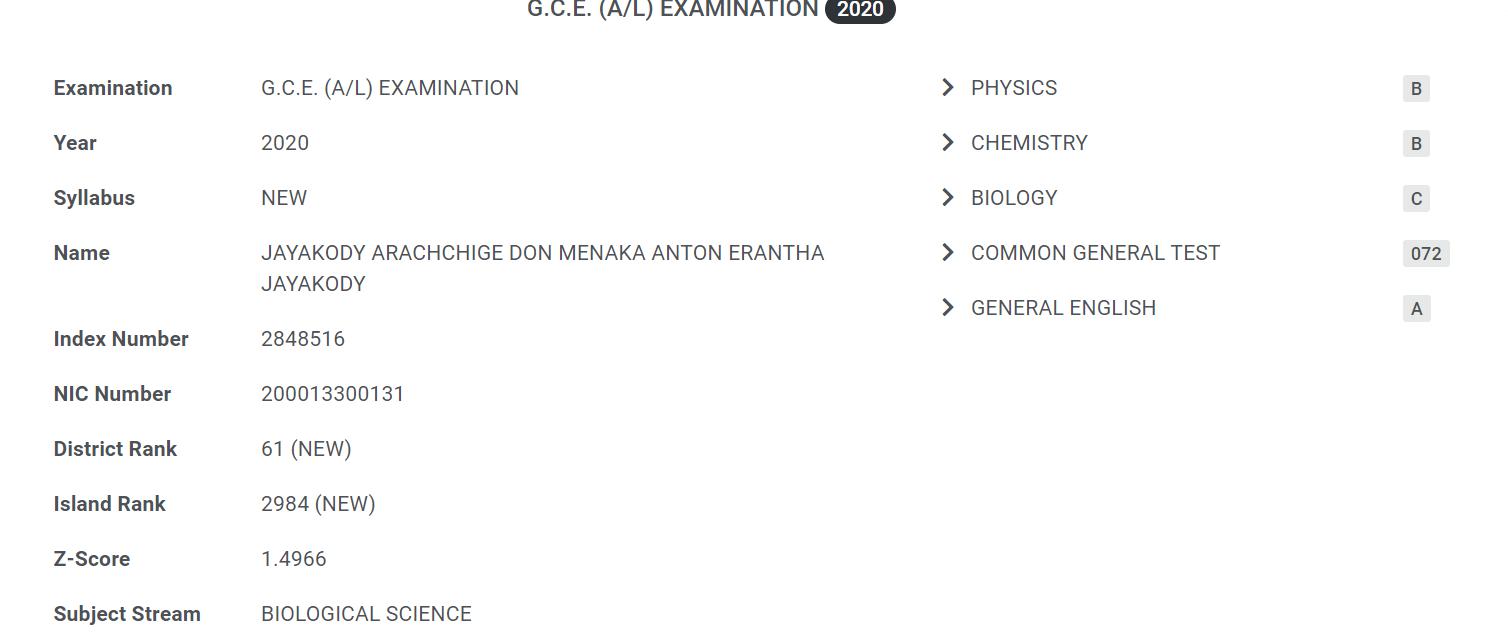 G.C.E. (A/L) EXAMINATION 2020
Examination G.C.E. (A/L) EXAMINATION
Year 2020
Syllabus NEW
Name JAYAKODY ARACHCHIGE DON MENAKA ANTON ERANTHA
JAYAKODY
Index Number 2848516
NIC Number 200013300131
District Rank 61 (NEW)
Island Rank 2984 (NEW)
Z-Score 1.4966
Subject Stream BIOLOGICAL SCIENCE
PHYSICS B
CHEMISTRY B
BIOLOGY C
COMMON GENERAL TEST 072
GENERAL ENGLISH A